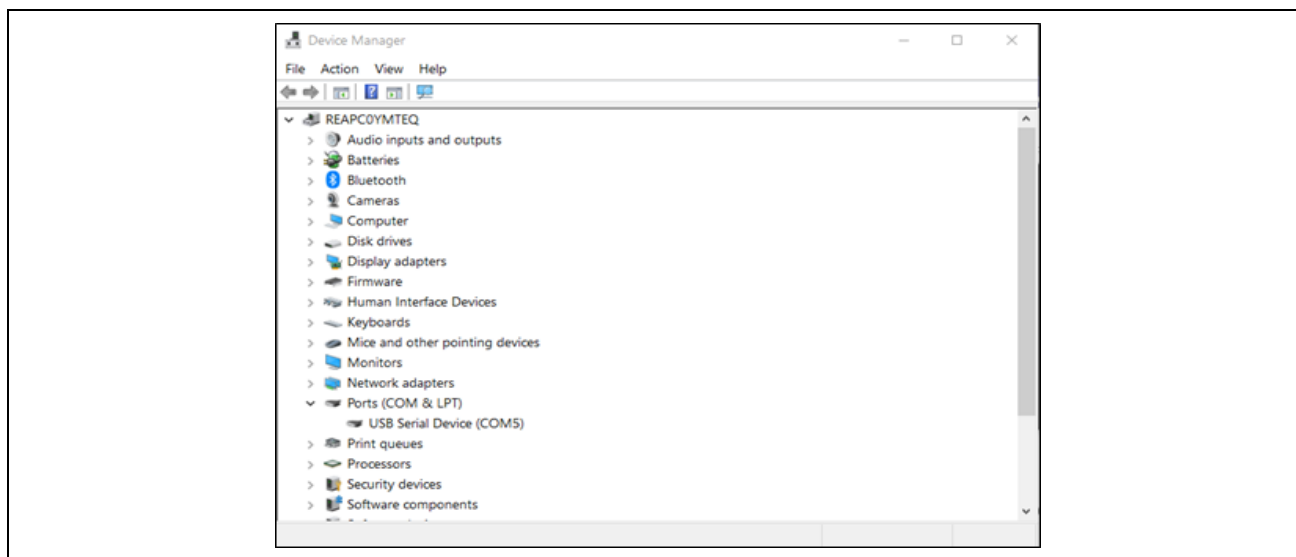 Device Manager
File Action View Help
REAPC0YMTEQ
Audio inputs and outputs
Batteries
Bluetooth
Cameras
Computer
Disk drives
Display adapters
Firmware
Human Interface Devices
Keyboards
Mice and other pointing devices
Monitors
Network adapters
Ports (COM & LPT)
USB Serial Device (COM5)
Print queues
Processors
Security devices
Software components